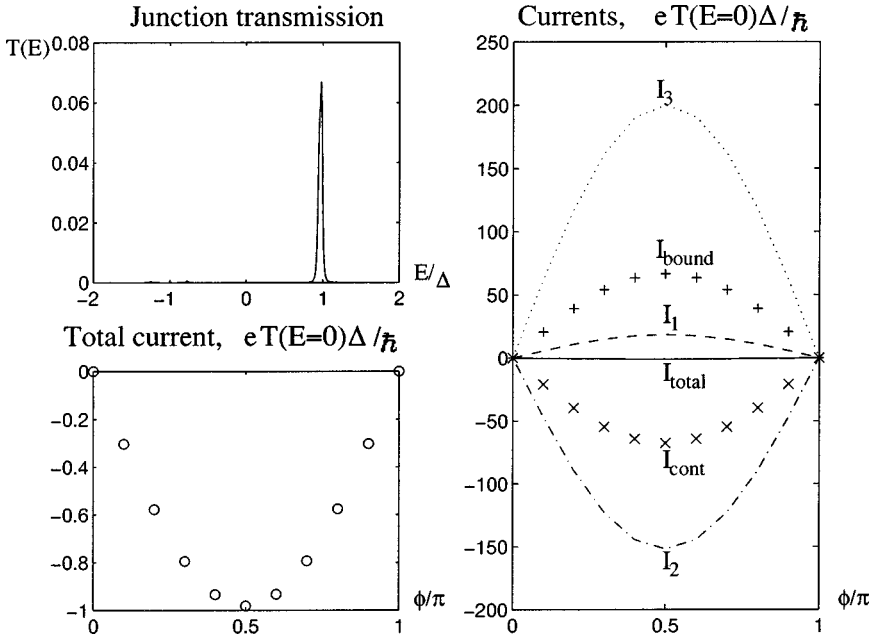 Junction transmission
T(E)
0.08
0.06
0.04
0.02
0
−2
−1
0
1
2
E/Δ
Total current, eT(E=0)Δ/ℏ
0
−0.2
−0.4
−0.6
−0.8
−1
0
0.5
1
ϕ/π
Currents, eT(E=0)Δ/ℏ
250
200
150
100
50
0
−50
−100
−150
−200
I3
Ibound
I1
Itotal
Icont
I2
0
0.5
1
ϕ/π